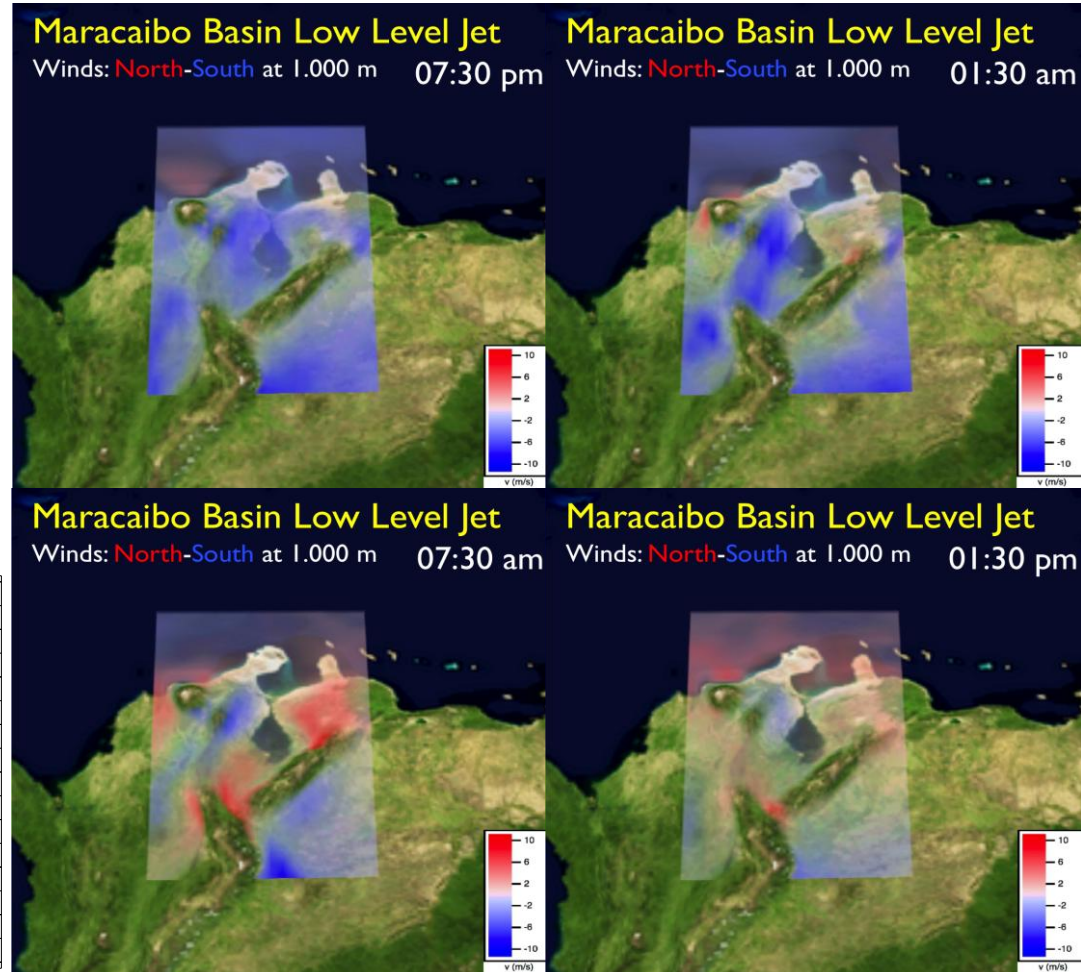 Maracaibo Basin Low Level Jet
Winds: North-South at 1.000 m 07:30 pm
10
6
2
-2
-6
-10
v (m/s)
Maracaibo Basin Low Level Jet
Winds: North-South at 1.000 m 01:30 am
10
6
2
-2
-6
-10
v (m/s)
Maracaibo Basin Low Level Jet
Winds: North-South at 1.000 m 07:30 am
10
6
2
-2
-6
-10
v (m/s)
Maracaibo Basin Low Level Jet
Winds: North-South at 1.000 m 01:30 pm
10
6
2
-2
-6
-10
v (m/s)